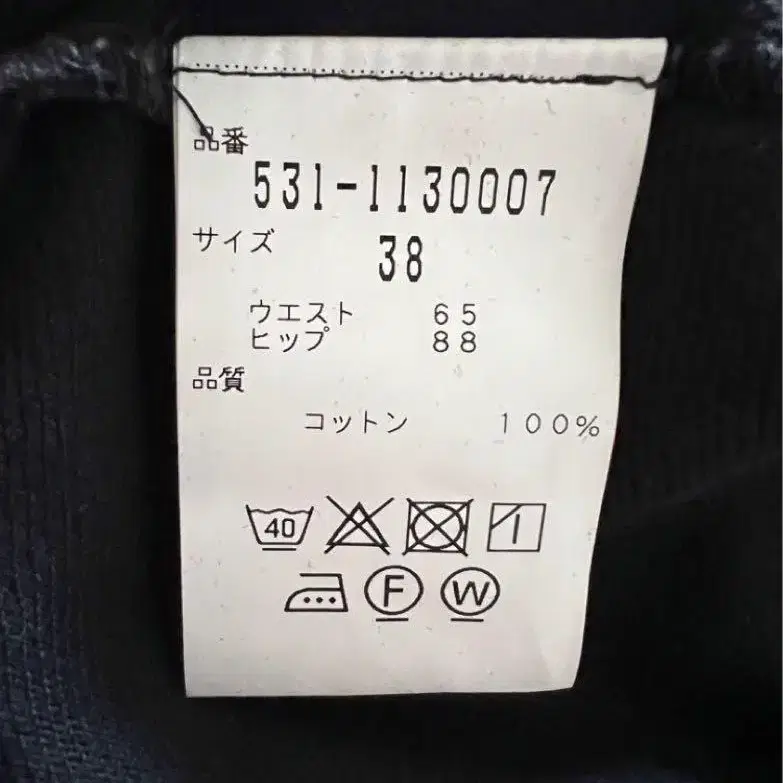 品番
531-1130007
サイズ 38
ウエスト 65
ヒップ 88
品質
コットン 100%
40
F W